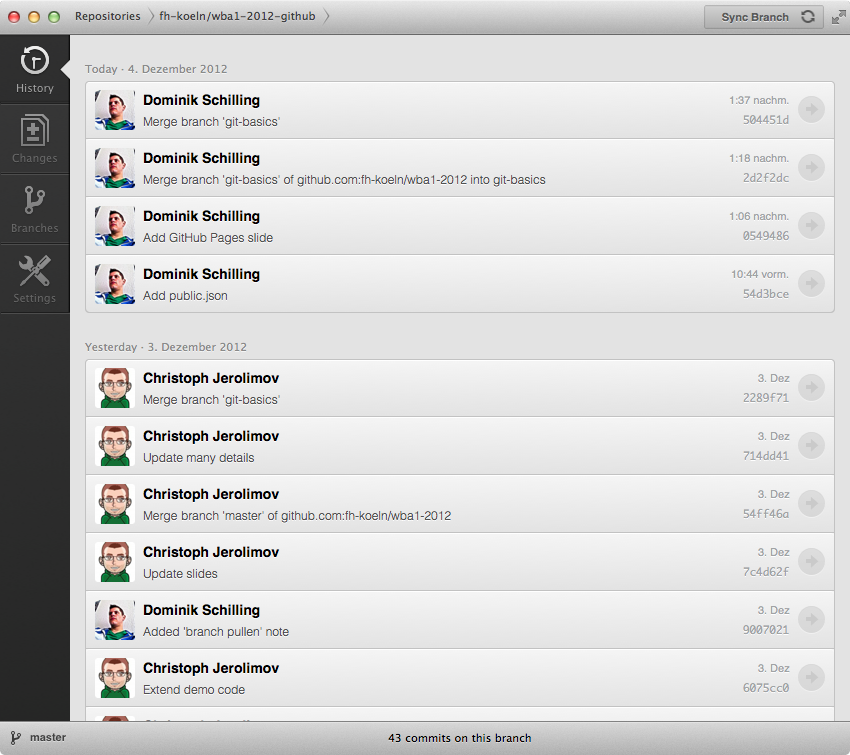 Repositories
fh-koeln/wba1-2012-github
Sync Branch
History
Changes
Branches
Settings
Today · 4. Dezember 2012
Dominik Schilling
1:37 nachm.
Merge branch 'git-basics'
504451d
Dominik Schilling
1:18 nachm.
Merge branch 'git-basics' of github.com:fh-koeln/wba1-2012 into git-basics
2d2f2dc
Dominik Schilling
1:06 nachm.
Add GitHub Pages slide
0549486
Dominik Schilling
10:44 vorm.
Add public.json
54d3bce
Yesterday · 3. Dezember 2012
Christoph Jerolimov
3. Dez
Merge branch 'git-basics'
2289f71
Christoph Jerolimov
3. Dez
Update many details
714dd41
Christoph Jerolimov
3. Dez
Merge branch 'master' of github.com:fh-koeln/wba1-2012
54ff46a
Christoph Jerolimov
3. Dez
Update slides
7c4d62f
Dominik Schilling
3. Dez
Added 'branch pullen' note
9007021
Christoph Jerolimov
3. Dez
Extend demo code
6075cc0
master
43 commits on this branch